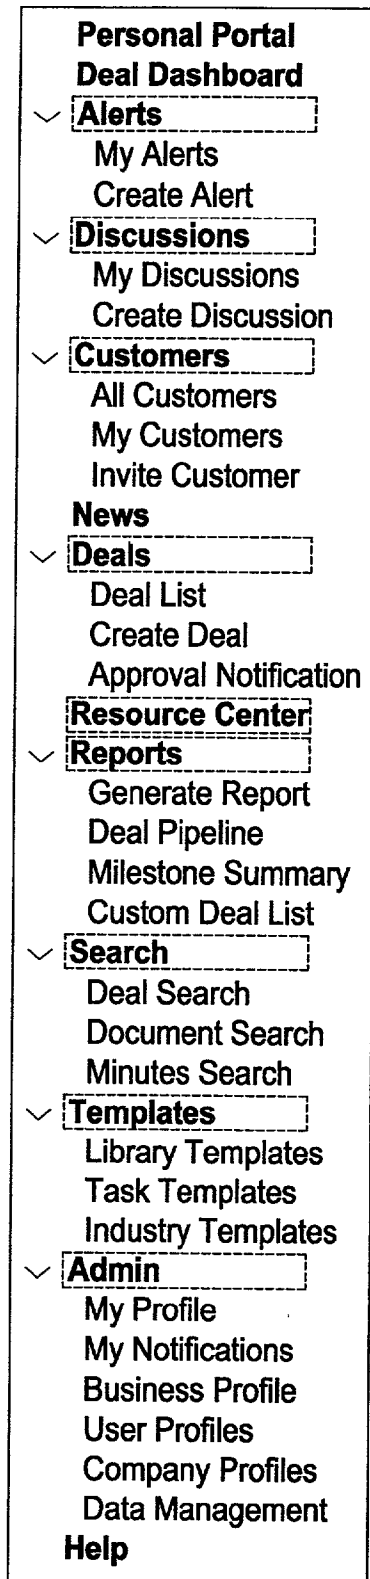 Personal Portal
Deal Dashboard
Alerts
My Alerts
Create Alert
Discussions
My Discussions
Create Discussion
Customers
All Customers
My Customers
Invite Customer
News
Deals
Deal List
Create Deal
Approval Notification
Resource Center
Reports
Generate Report
Deal Pipeline
Milestone Summary
Custom Deal List
Search
Deal Search
Document Search
Minutes Search
Templates
Library Templates
Task Templates
Industry Templates
Admin
My Profile
My Notifications
Business Profile
User Profiles
Company Profiles
Data Management
Help